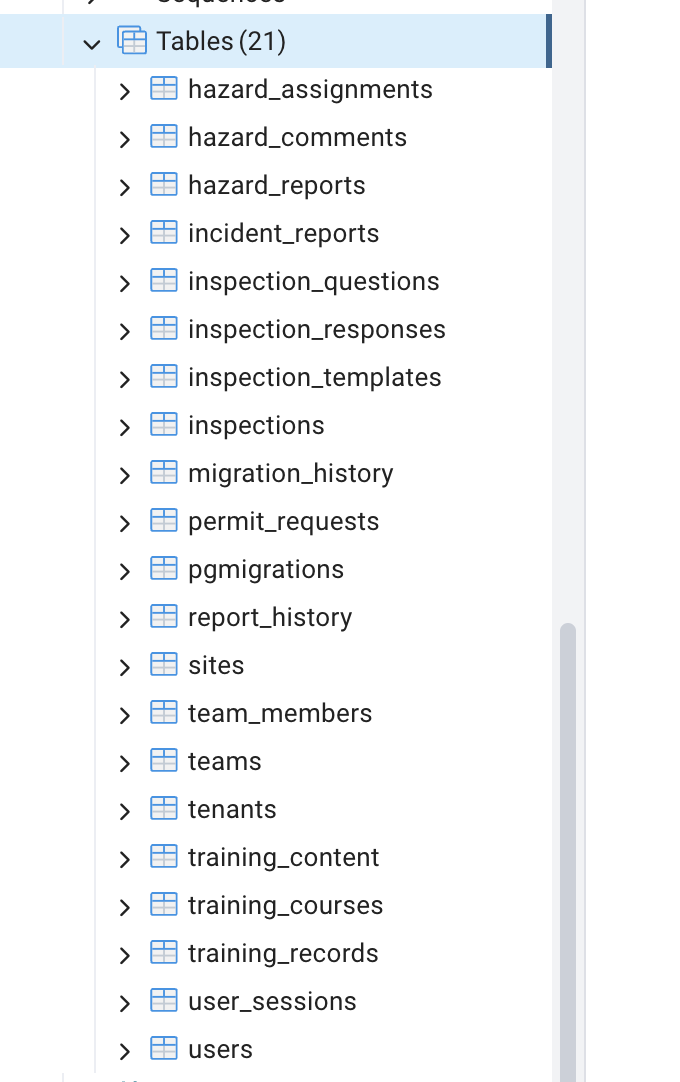 Sequences
Tables (21)
hazard_assignments
hazard_comments
hazard_reports
incident_reports
inspection_questions
inspection_responses
inspection_templates
inspections
migration_history
permit_requests
pgmigrations
report_history
sites
team_members
teams
tenants
training_content
training_courses
training_records
user_sessions
users